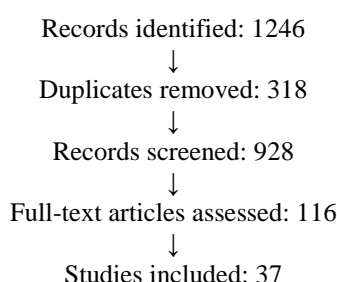 Records identified: 1246
↓
Duplicates removed: 318
↓
Records screened: 928
↓
Full-text articles assessed: 116
↓
Studies included: 37